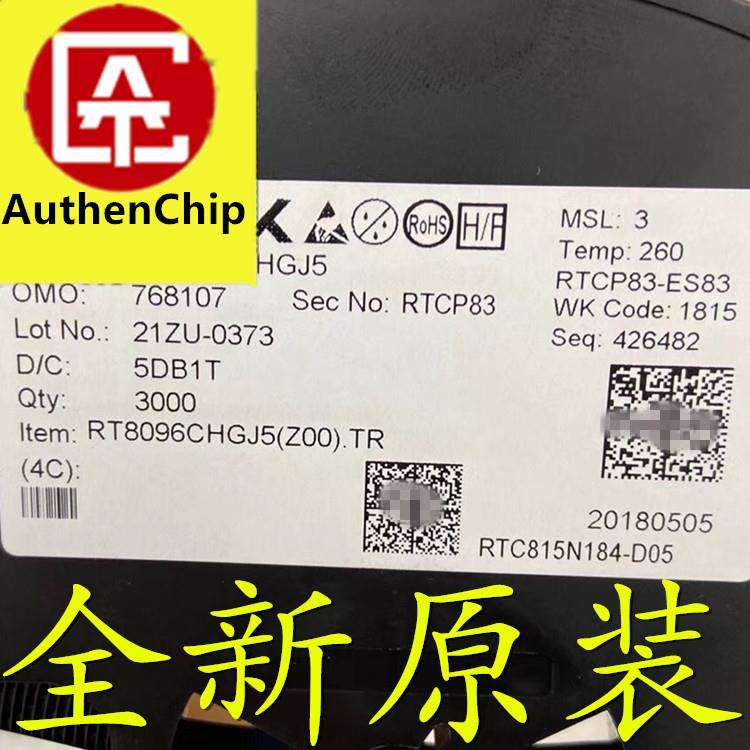 AuthenChip
RoHS
H/F
MSL: 3
HGJ5
Temp: 260
RTCP83-ES83
OMO: 768107
Sec No: RTCP83
WK Code: 1815
Lot No.: 21ZU-0373
Seq: 426482
D/C: 5DB1T
Qty: 3000
Item: RT8096CHGJ5(Z00).TR
(4C):
20180505
RTC815N184-D05
全新原装